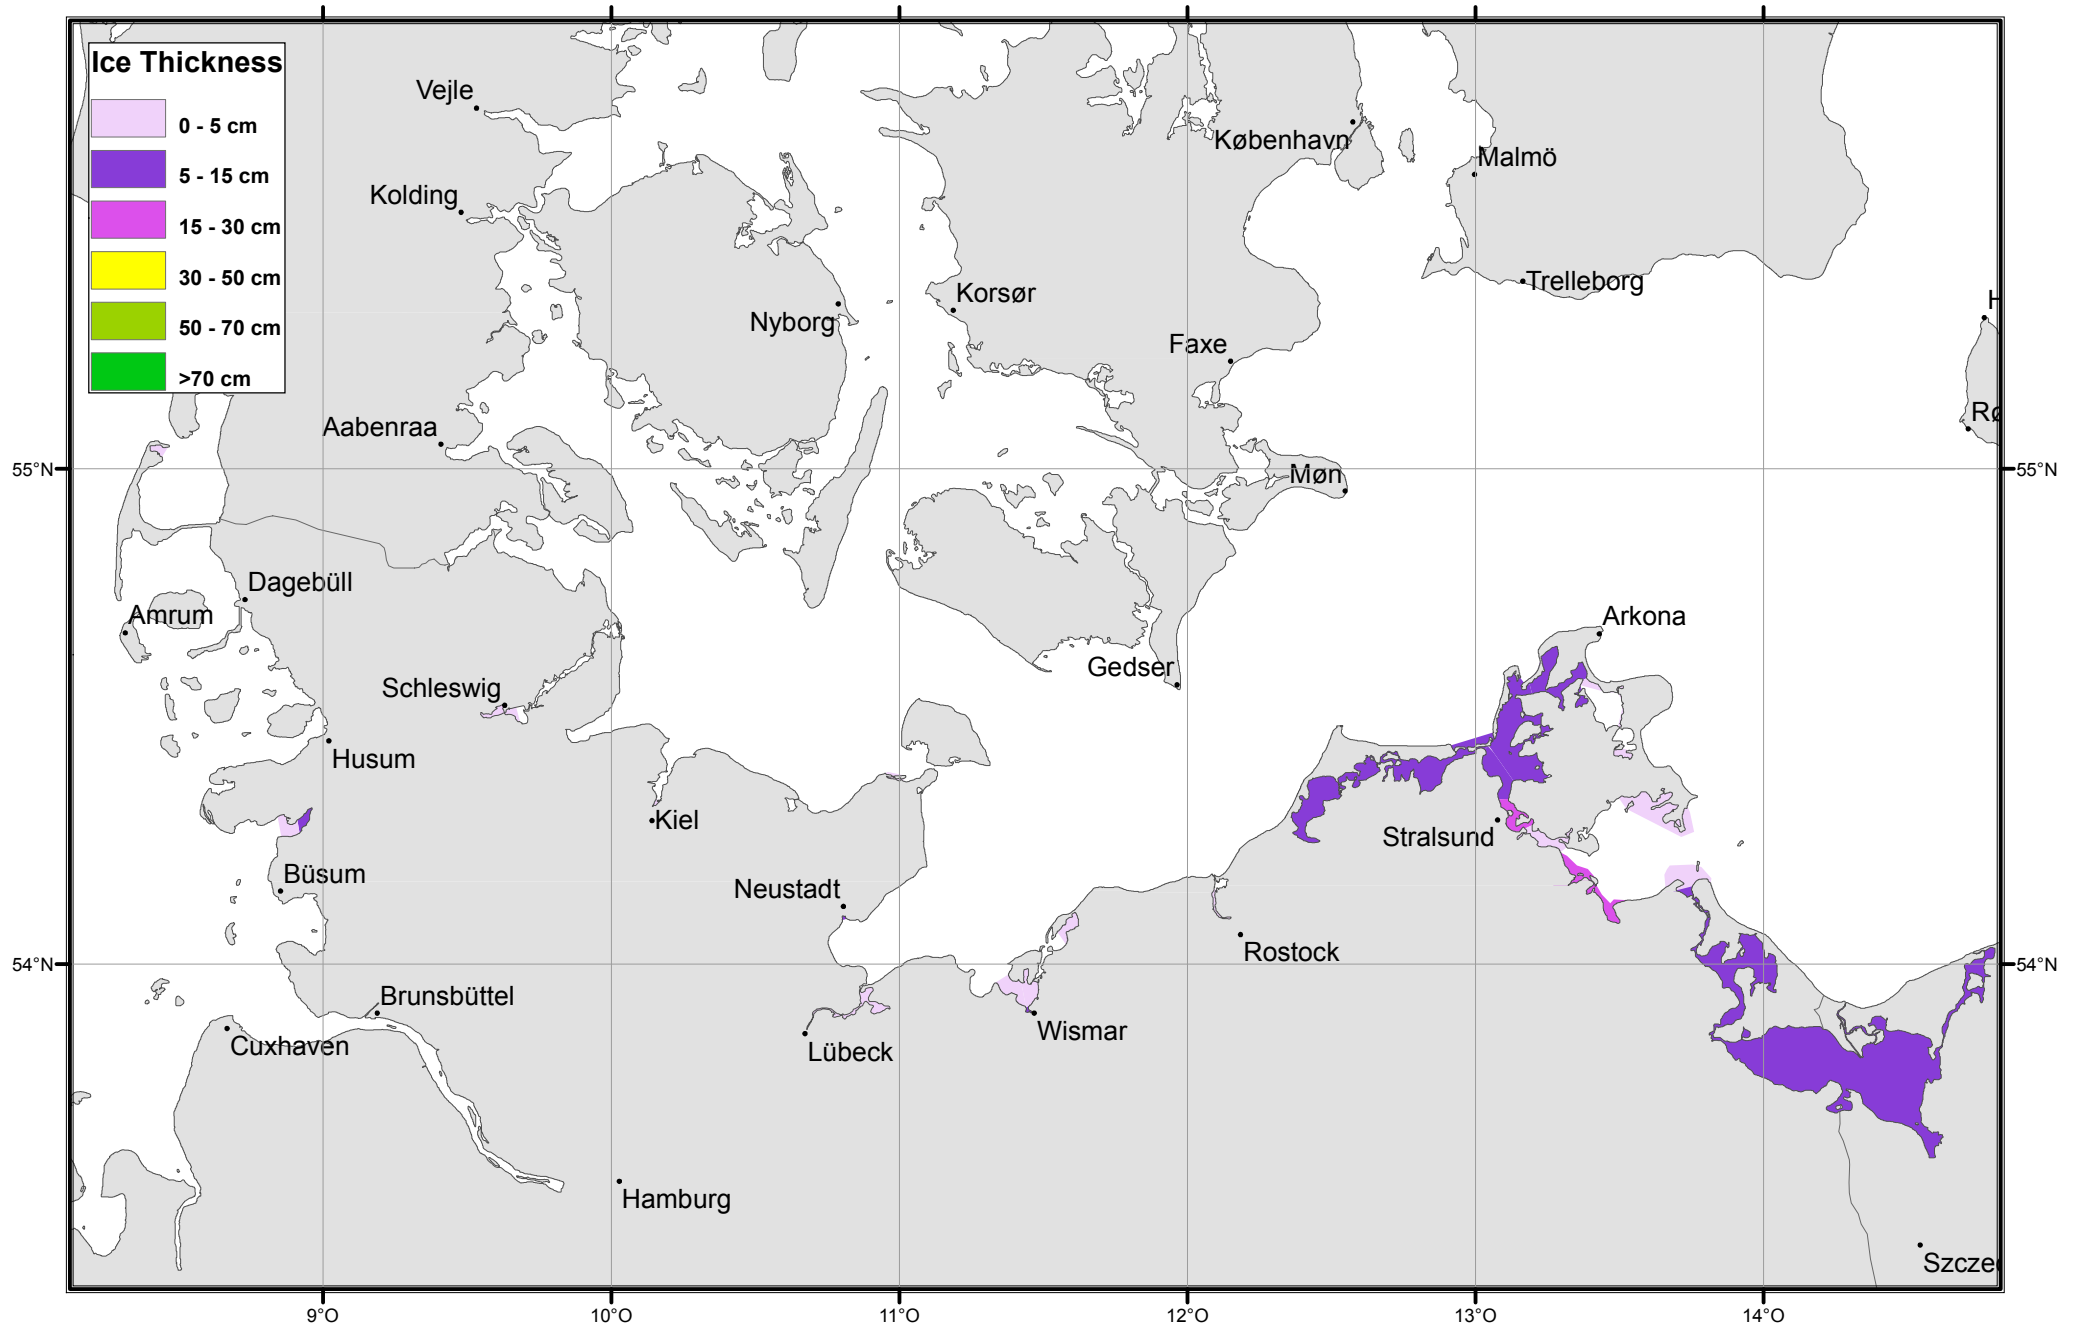 Ice Thickness
0 - 5 cm
5 - 15 cm
15 - 30 cm
30 - 50 cm
50 - 70 cm
>70 cm
Vejle
København
Malmö
Kolding
Trelleborg
Korsør
H
Nyborg
Faxe
Rø
Aabenraa
55°N
Møn
55°N
Dagebüll
Amrum
Arkona
Gedser
Schleswig
Husum
Kiel
Stralsund
Büsum
Neustadt
Rostock
54°N
54°N
Brunsbüttel
Wismar
Cuxhaven
Lübeck
Hamburg
Szcze
9°O
10°O
11°O
12°O
13°O
14°O